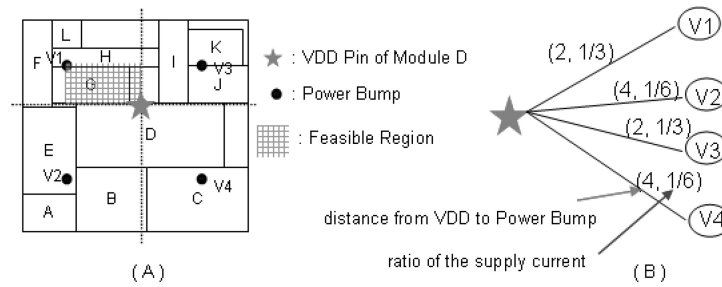 L
H
K
F
V1
I
V3
G
J
D
E
V2
V4
B
C
A
( A )
: VDD Pin of Module D
: Power Bump
: Feasible Region
V1
(2, 1/3)
(4, 1/6)
V2
(2, 1/3)
V3
(4, 1/6)
V4
distance from VDD to Power Bump
ratio of the supply current
( B )